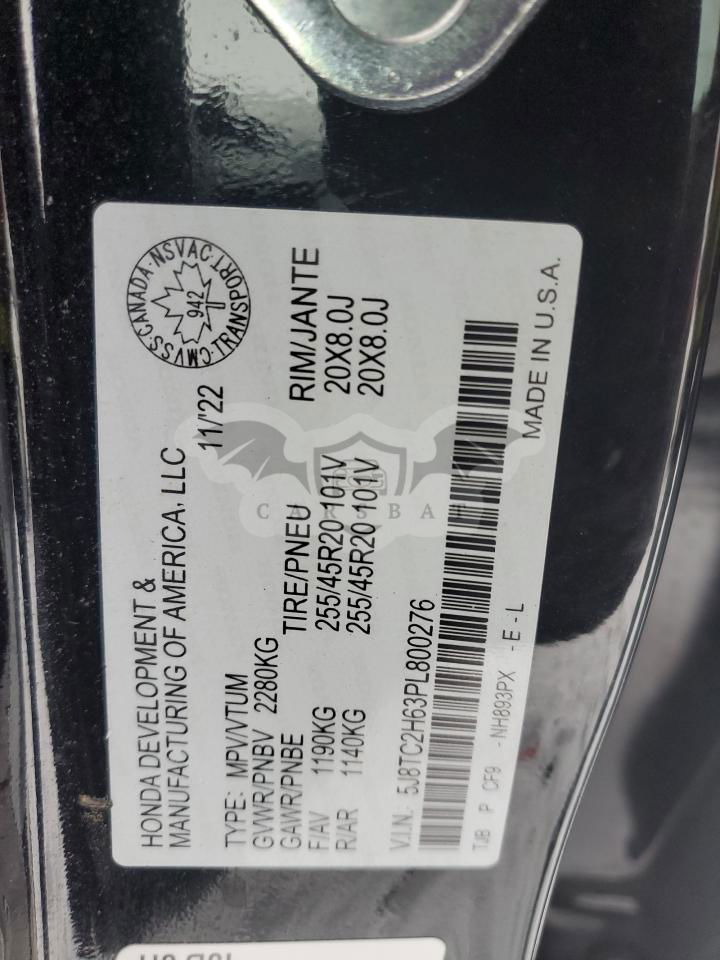 HONDA DEVELOPMENT &
MANUFACTURING OF AMERICA, LLC
11/'22
CMVSS·CANADA·NSVAC·TRANSPORT
942
TYPE: MPV/VTUM
GVWR/PNBV 2280KG
GAWR/PNBE TIRE/PNEU RIM/JANTE
F/AV 1190KG 255/45R20 101V 20X8.0J
R/AR 1140KG 255/45R20 101V 20X8.0J
V.I.N.: 5J8TC2H63PL800276
MADE IN U.S.A.
TJB P CF9 -NH893PX -E-L
CARSBAT